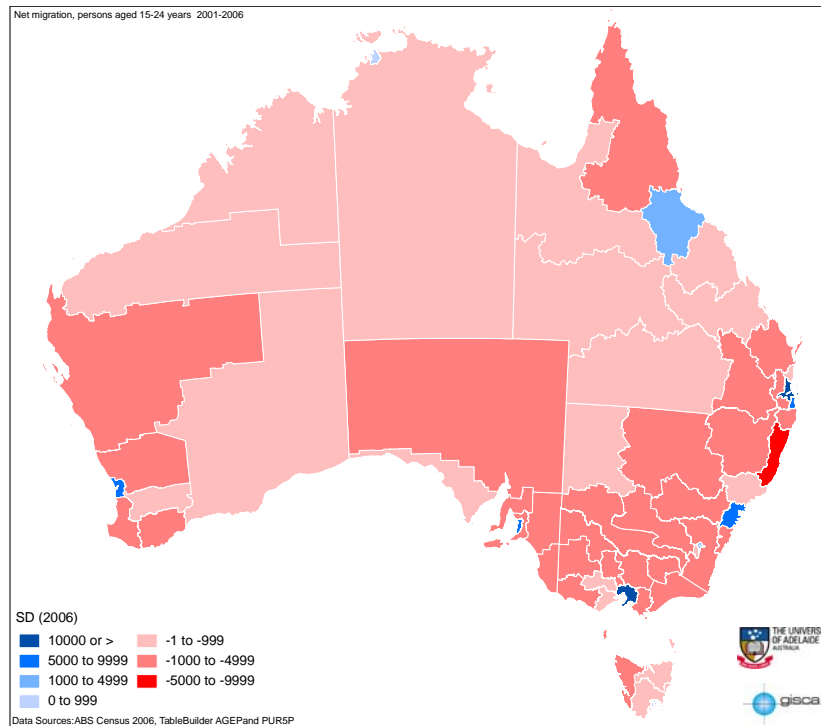 Net migration, persons aged 15-24 years 2001-2006
SD (2006)
10000 or >
5000 to 9999
1000 to 4999
0 to 999
-1 to -999
-1000 to -4999
-5000 to -9999
THE UNIVERS
OF ADELAIDE
AUSTRALIA
gisca
Data Sources:ABS Census 2006, TableBuilder AGEPand PUR5P